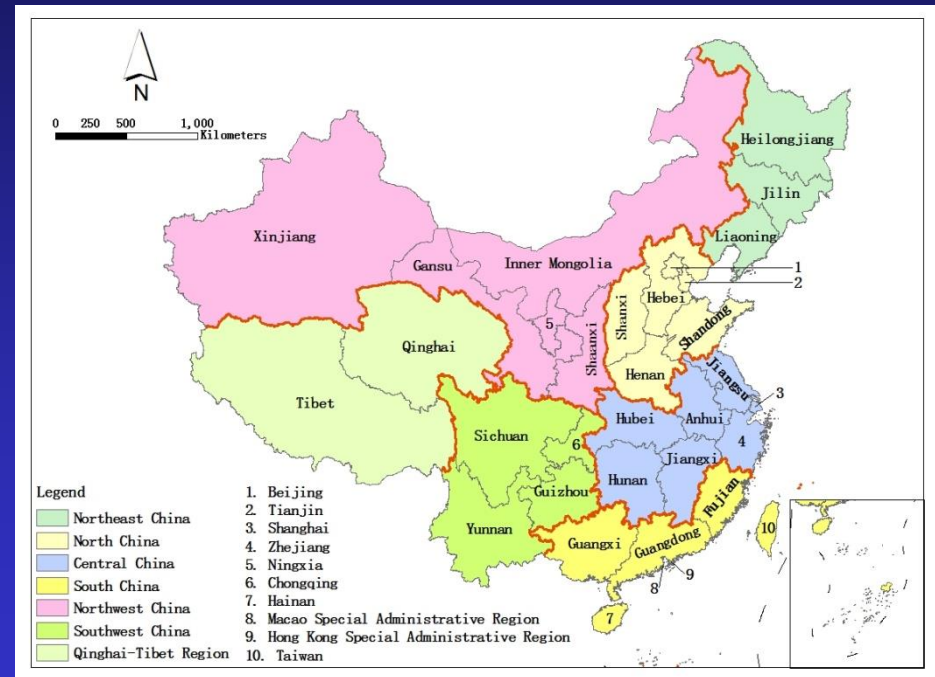 N
0 250 500 1,000
Kilometers
Heilongjiang
Jilin
Liaoning
Xinjiang
Gansu
Inner Mongolia
1
2
Hebei
Shanxi
Shandong
5
Shaanxi
Qinghai
Henan
Tibet
Jiangsu
3
Hubei
Anhui
Sichuan
4
6
Jiangxi
Hunan
Guizhou
Fujian
Yunnan
Guangxi
Guangdong
10
9
8
7
Legend
Northeast China
North China
Central China
South China
Northwest China
Southwest China
Qinghai-Tibet Region
1. Beijing
2. Tianjin
3. Shanghai
4. Zhejiang
5. Ningxia
6. Chongqing
7. Hainan
8. Macao Special Administrative Region
9. Hong Kong Special Administrative Region
10. Taiwan